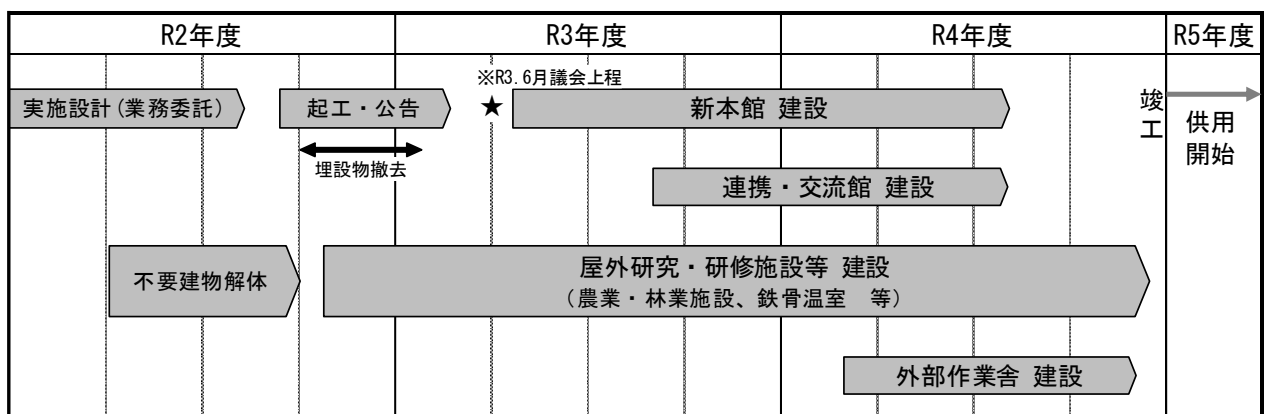 R2年度
R3年度
R4年度
R5年度
※R3.6月議会上程
実施設計(業務委託)
起工・公告
★
新本館 建設
竣工
供用
開始
埋設物撤去
連携・交流館 建設
不要建物解体
屋外研究・研修施設等 建設
(農業・林業施設、鉄骨温室 等)
外部作業舎 建設